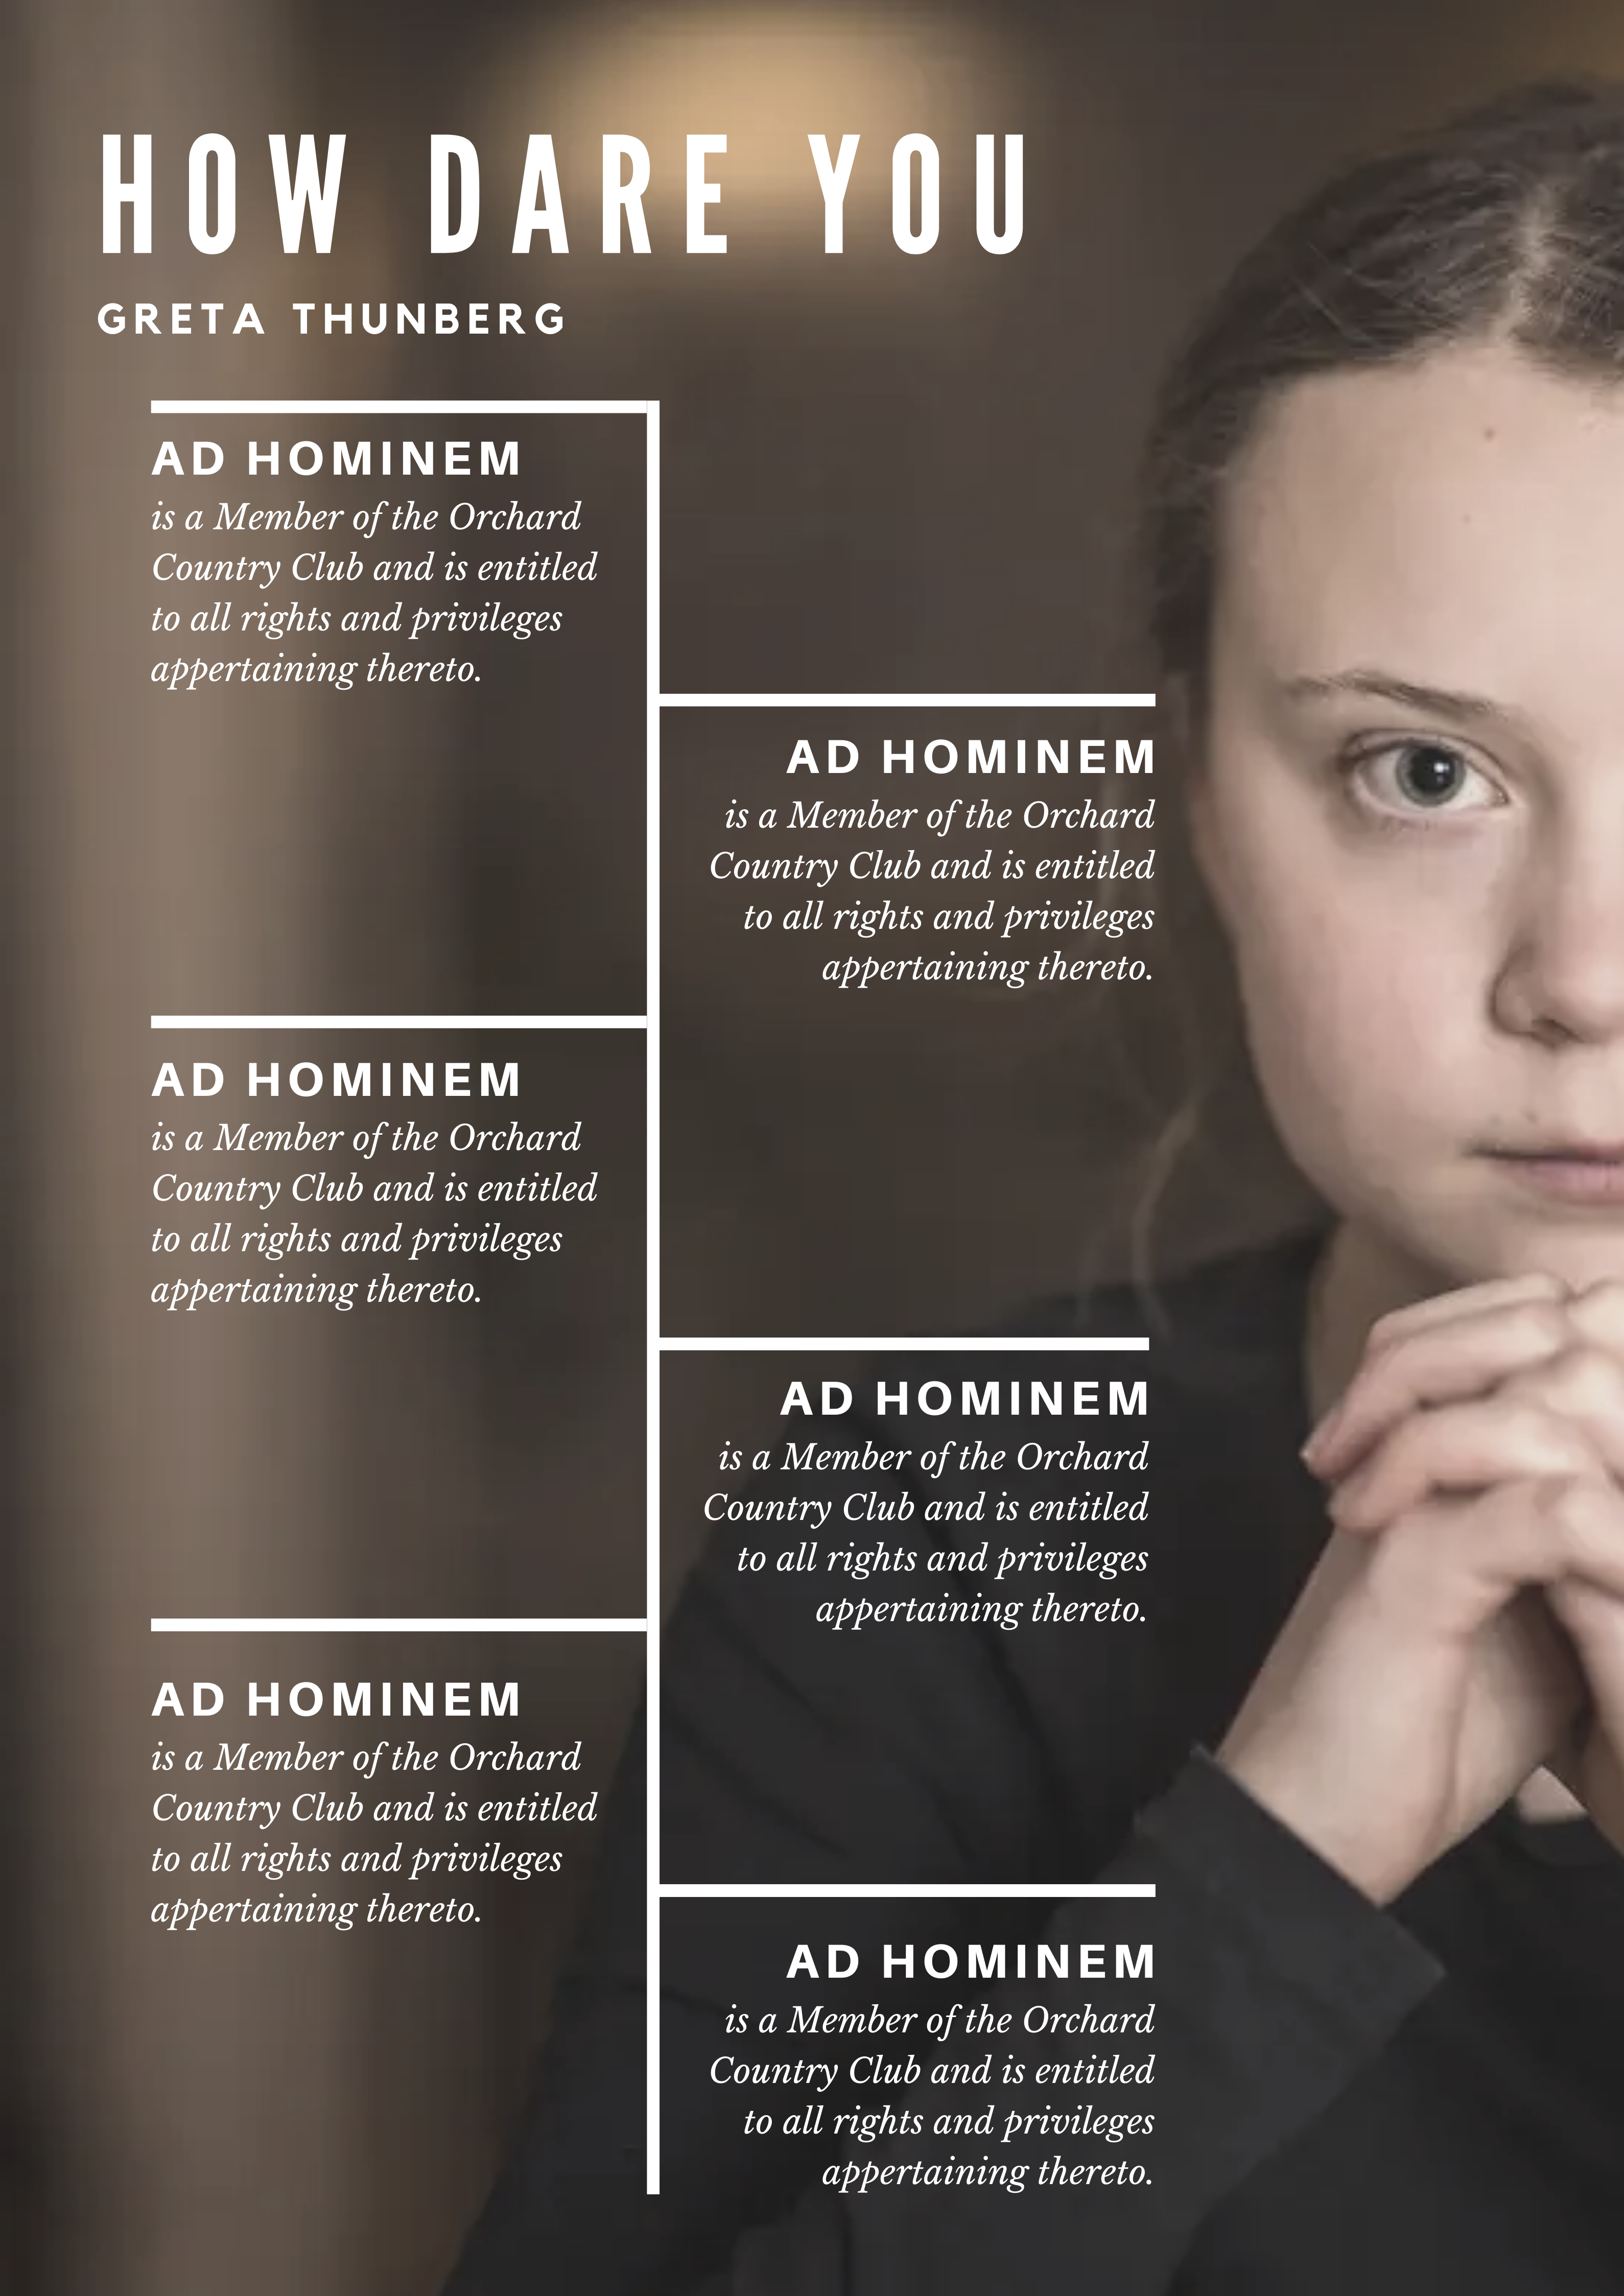 HOW DARE YOU
GRETA THUNBERG
AD HOMINEM
is a Member of the Orchard
Country Club and is entitled
to all rights and privileges
appertaining thereto.
AD HOMINEM
is a Member of the Orchard
Country Club and is entitled
to all rights and privileges
appertaining thereto.
AD HOMINEM
is a Member of the Orchard
Country Club and is entitled
to all rights and privileges
appertaining thereto.
AD HOMINEM
is a Member of the Orchard
Country Club and is entitled
to all rights and privileges
appertaining thereto.
AD HOMINEM
is a Member of the Orchard
Country Club and is entitled
to all rights and privileges
appertaining thereto.
AD HOMINEM
is a Member of the Orchard
Country Club and is entitled
to all rights and privileges
appertaining thereto.